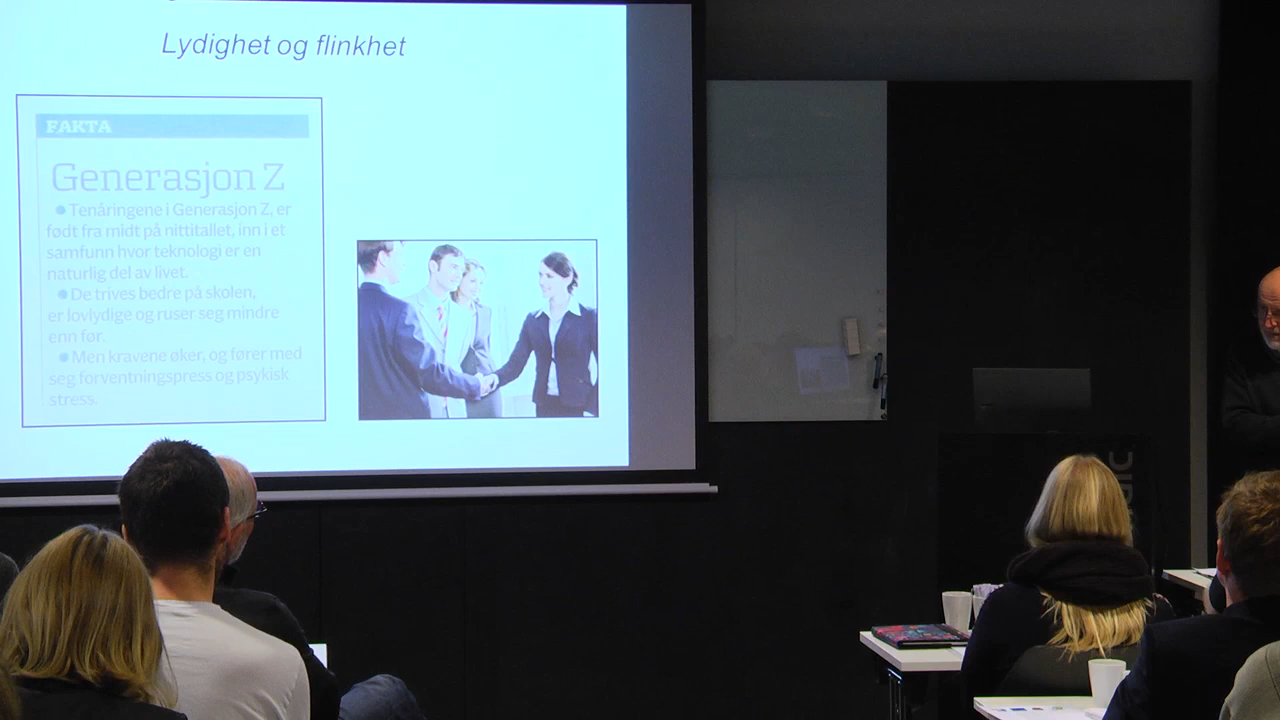 Lydighet og flinkhet
FAKTA
Generasjon Z
● Tenåringene i Generasjon Z, er
født fra midt på nittitallet, inn i et
samfunn hvor teknologi er en
naturlig del av livet.
● De trives bedre på skolen,
er lovlydige og ruser seg mindre
enn før.
● Men kravene øker, og fører med
seg forventningspress og psykisk
stress.